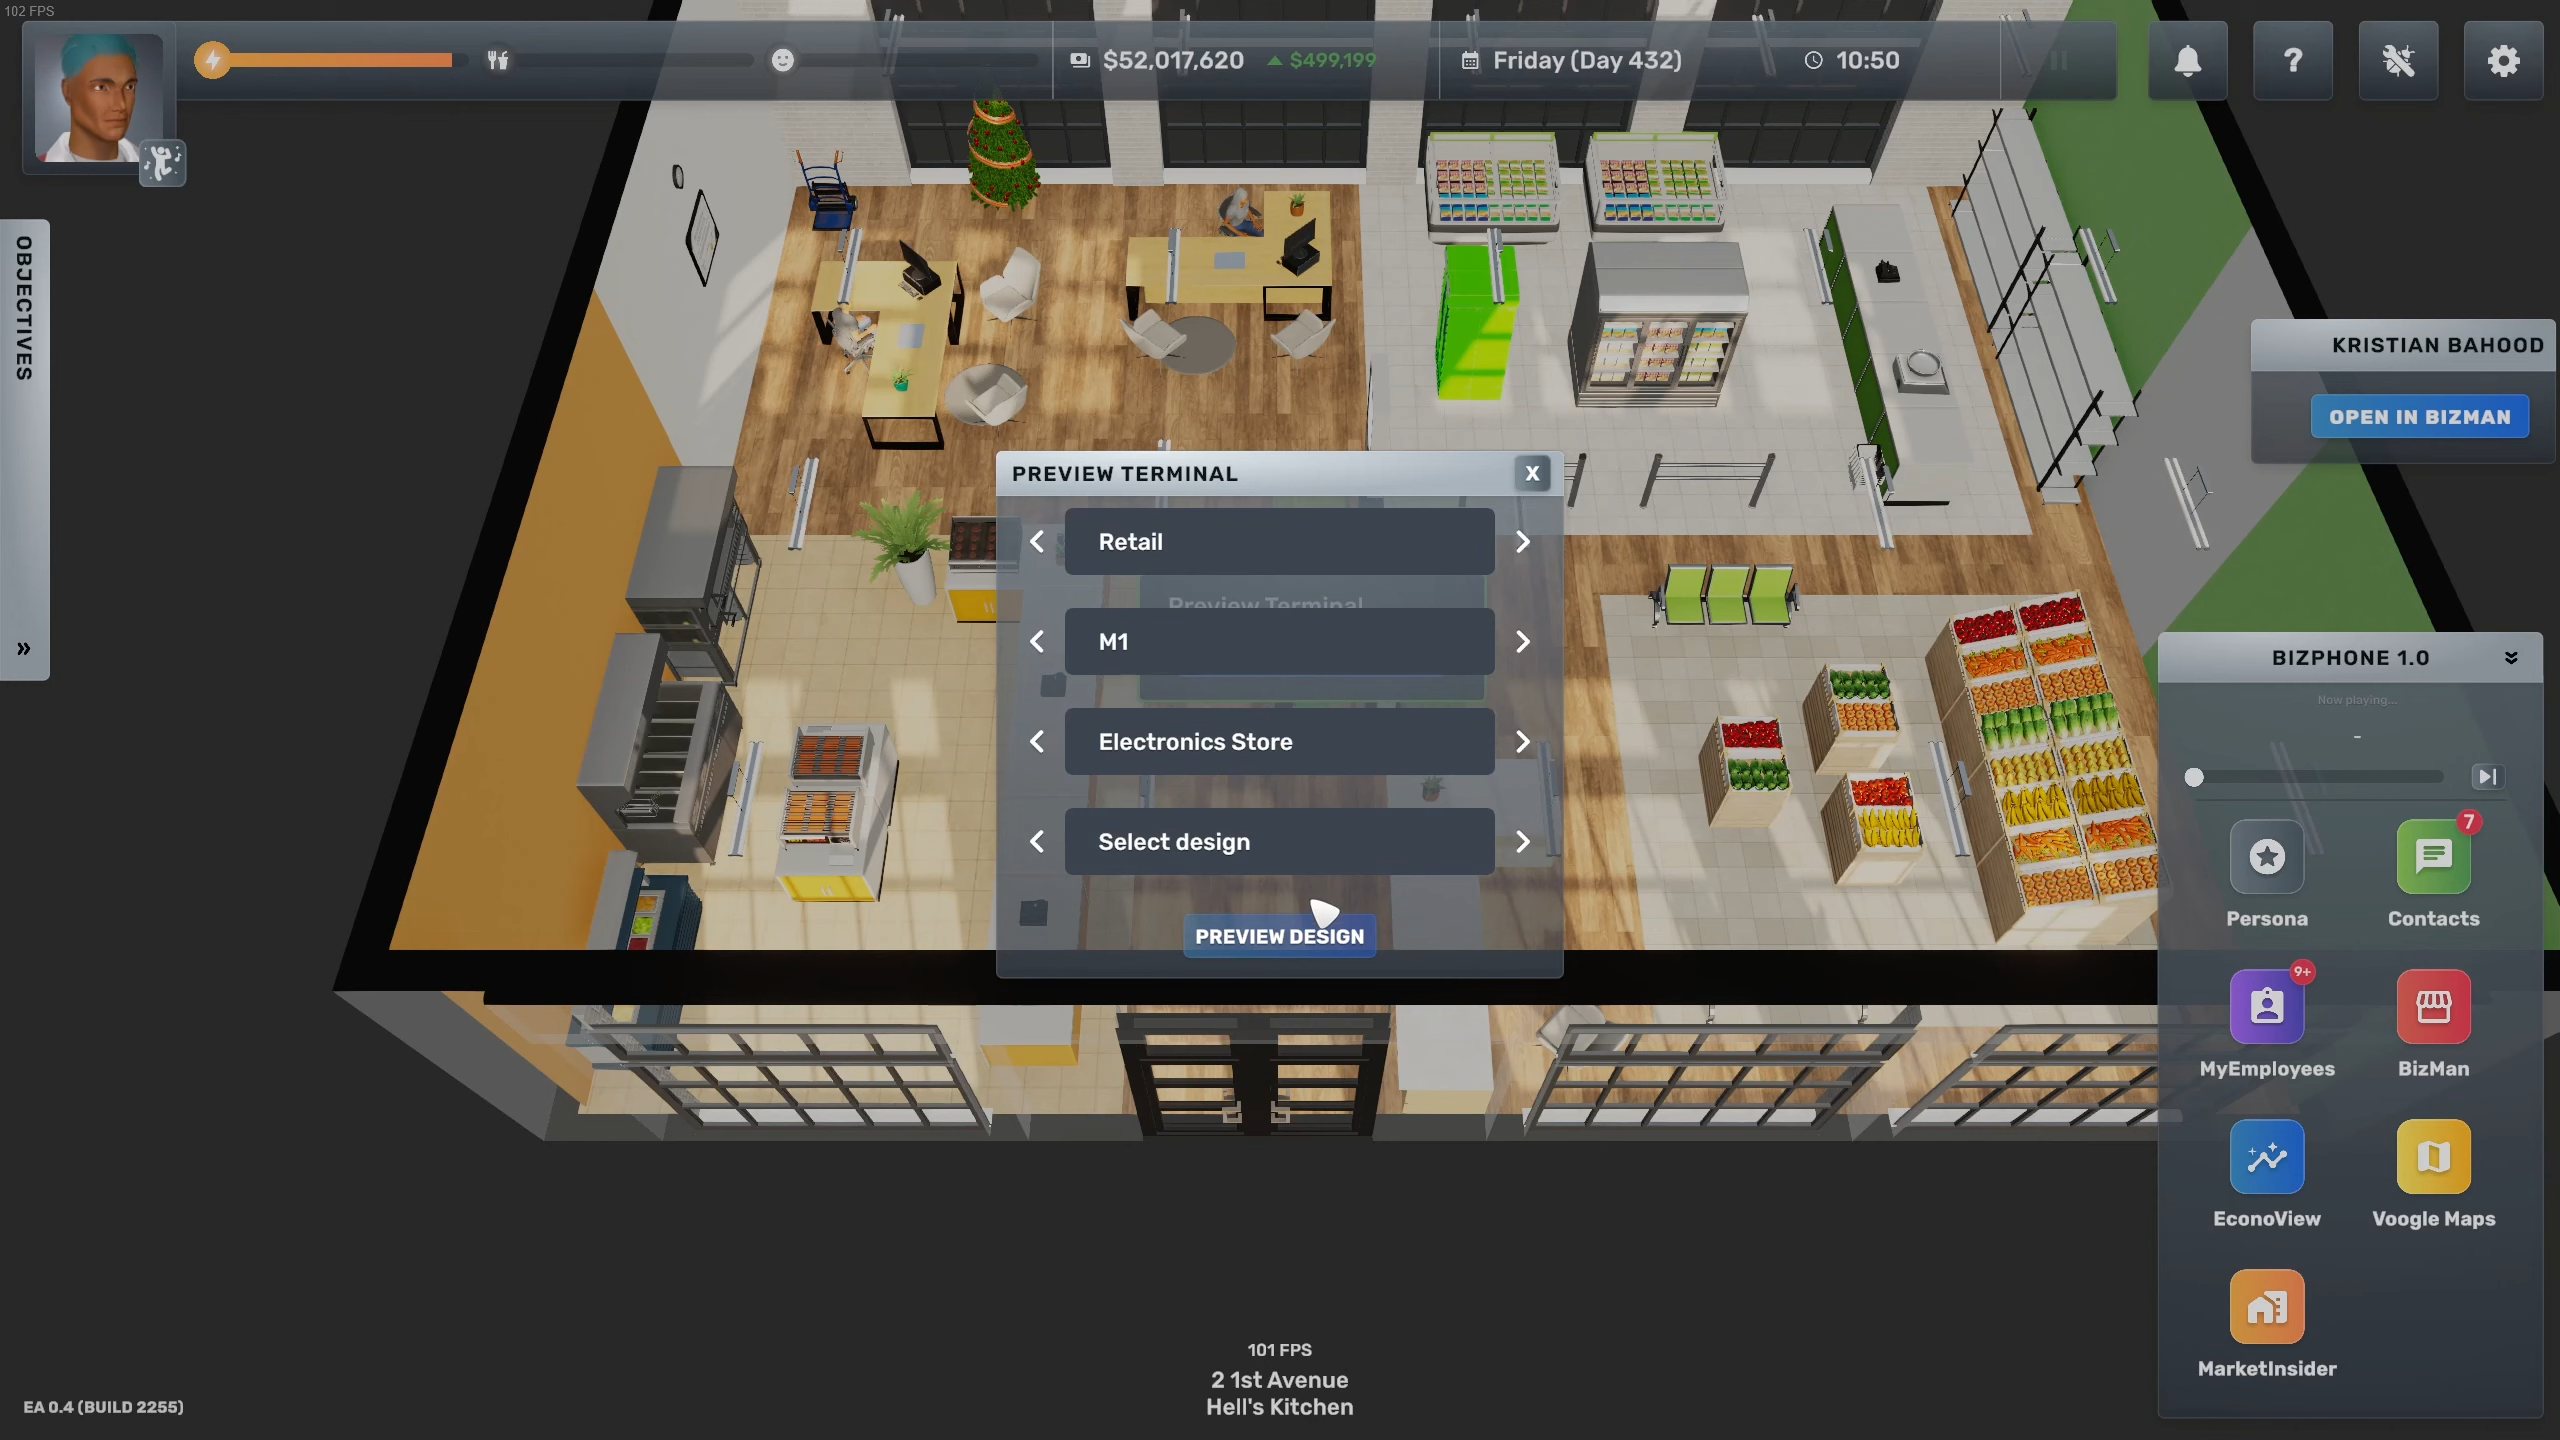 102 FPS
$52,017,620
$499,199
Friday (Day 432)
10:50
?
OBJECTIVES
KRISTIAN BAHOOD
OPEN IN BIZMAN
PREVIEW TERMINAL
X
Retail
Preview Terminal
M1
Electronics Store
Select design
PREVIEW DESIGN
BIZPHONE 1.0
Now playing...
-
7
Persona
Contacts
9+
MyEmployees
BizMan
EconoView
Voogle Maps
MarketInsider
101 FPS
2 1st Avenue
Hell's Kitchen
EA 0.4 (BUILD 2255)